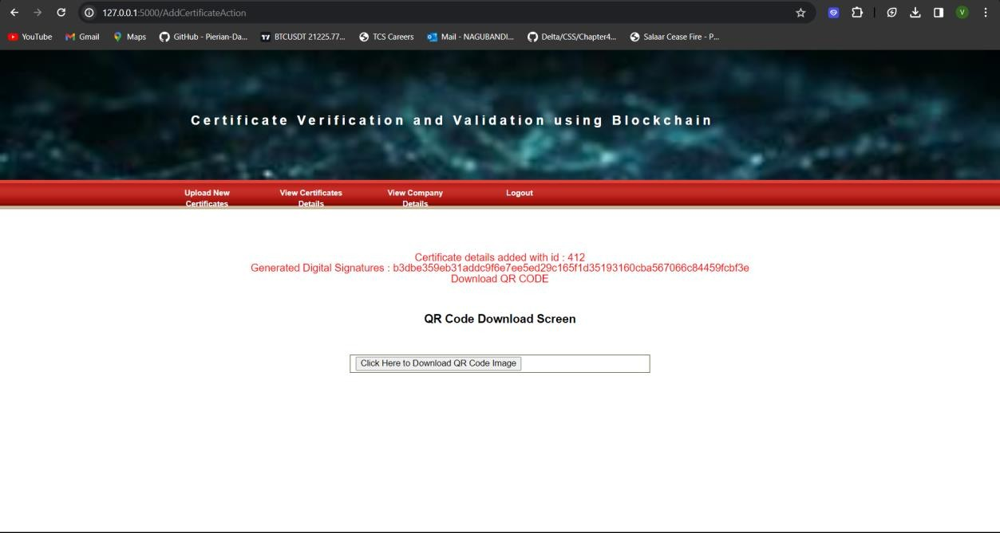 127.0.0.1:5000/AddCertificateAction
V
YouTube Gmail Maps GitHub - Pierian-Da... BTCUSDT 21225.77... TCS Careers Mail - NAGUBANDI... Delta/CSS/Chapter4... Salaar Cease Fire - P...
Certificate Verification and Validation using Blockchain
Upload New Certificates
View Certificates Details
View Company Details
Logout
Certificate details added with id : 412
Generated Digital Signatures : b3dbe359eb31addc9f6e7ee5ed29c165f1d35193160cba567066c84459fcbf3e
Download QR CODE
QR Code Download Screen
Click Here to Download QR Code Image